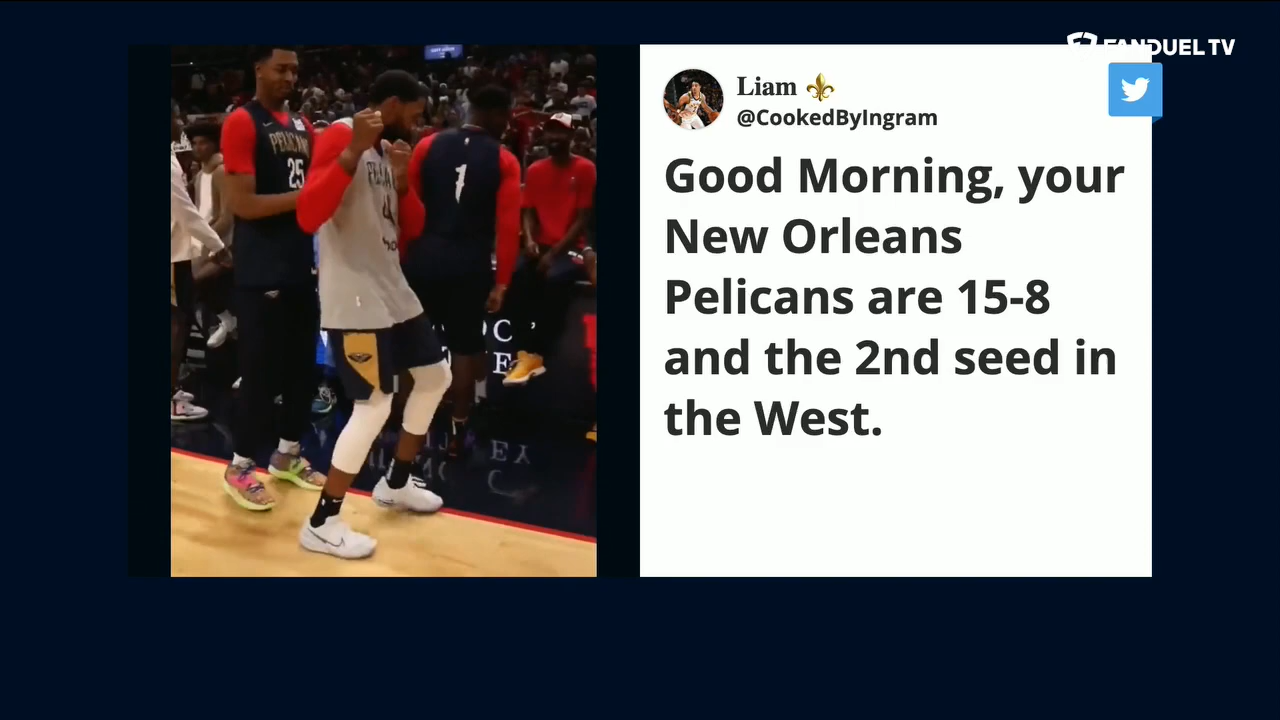 FANDUEL TV
Liam ⚜️
@CookedByIngram
Good Morning, your
New Orleans
Pelicans are 15-8
and the 2nd seed in
the West.
PELICANS
25
1